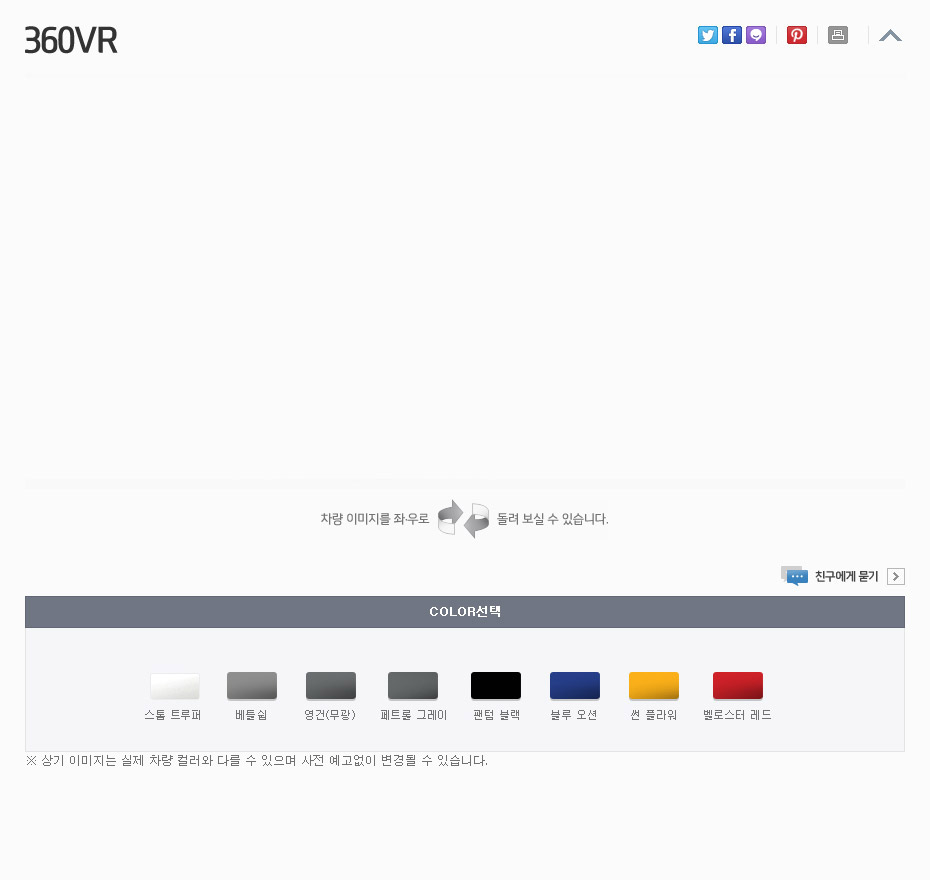 360VR
차량 이미지를 좌·우로 돌려 보실 수 있습니다.
친구에게 묻기
COLOR선택
스톰 트루퍼 배틀쉽 영건(무광) 페트롤 그레이 팬텀 블랙 블루 오션 썬 플라워 벨로스터 레드
※ 상기 이미지는 실제 차량 컬러와 다를 수 있으며 사전 예고없이 변경될 수 있습니다.